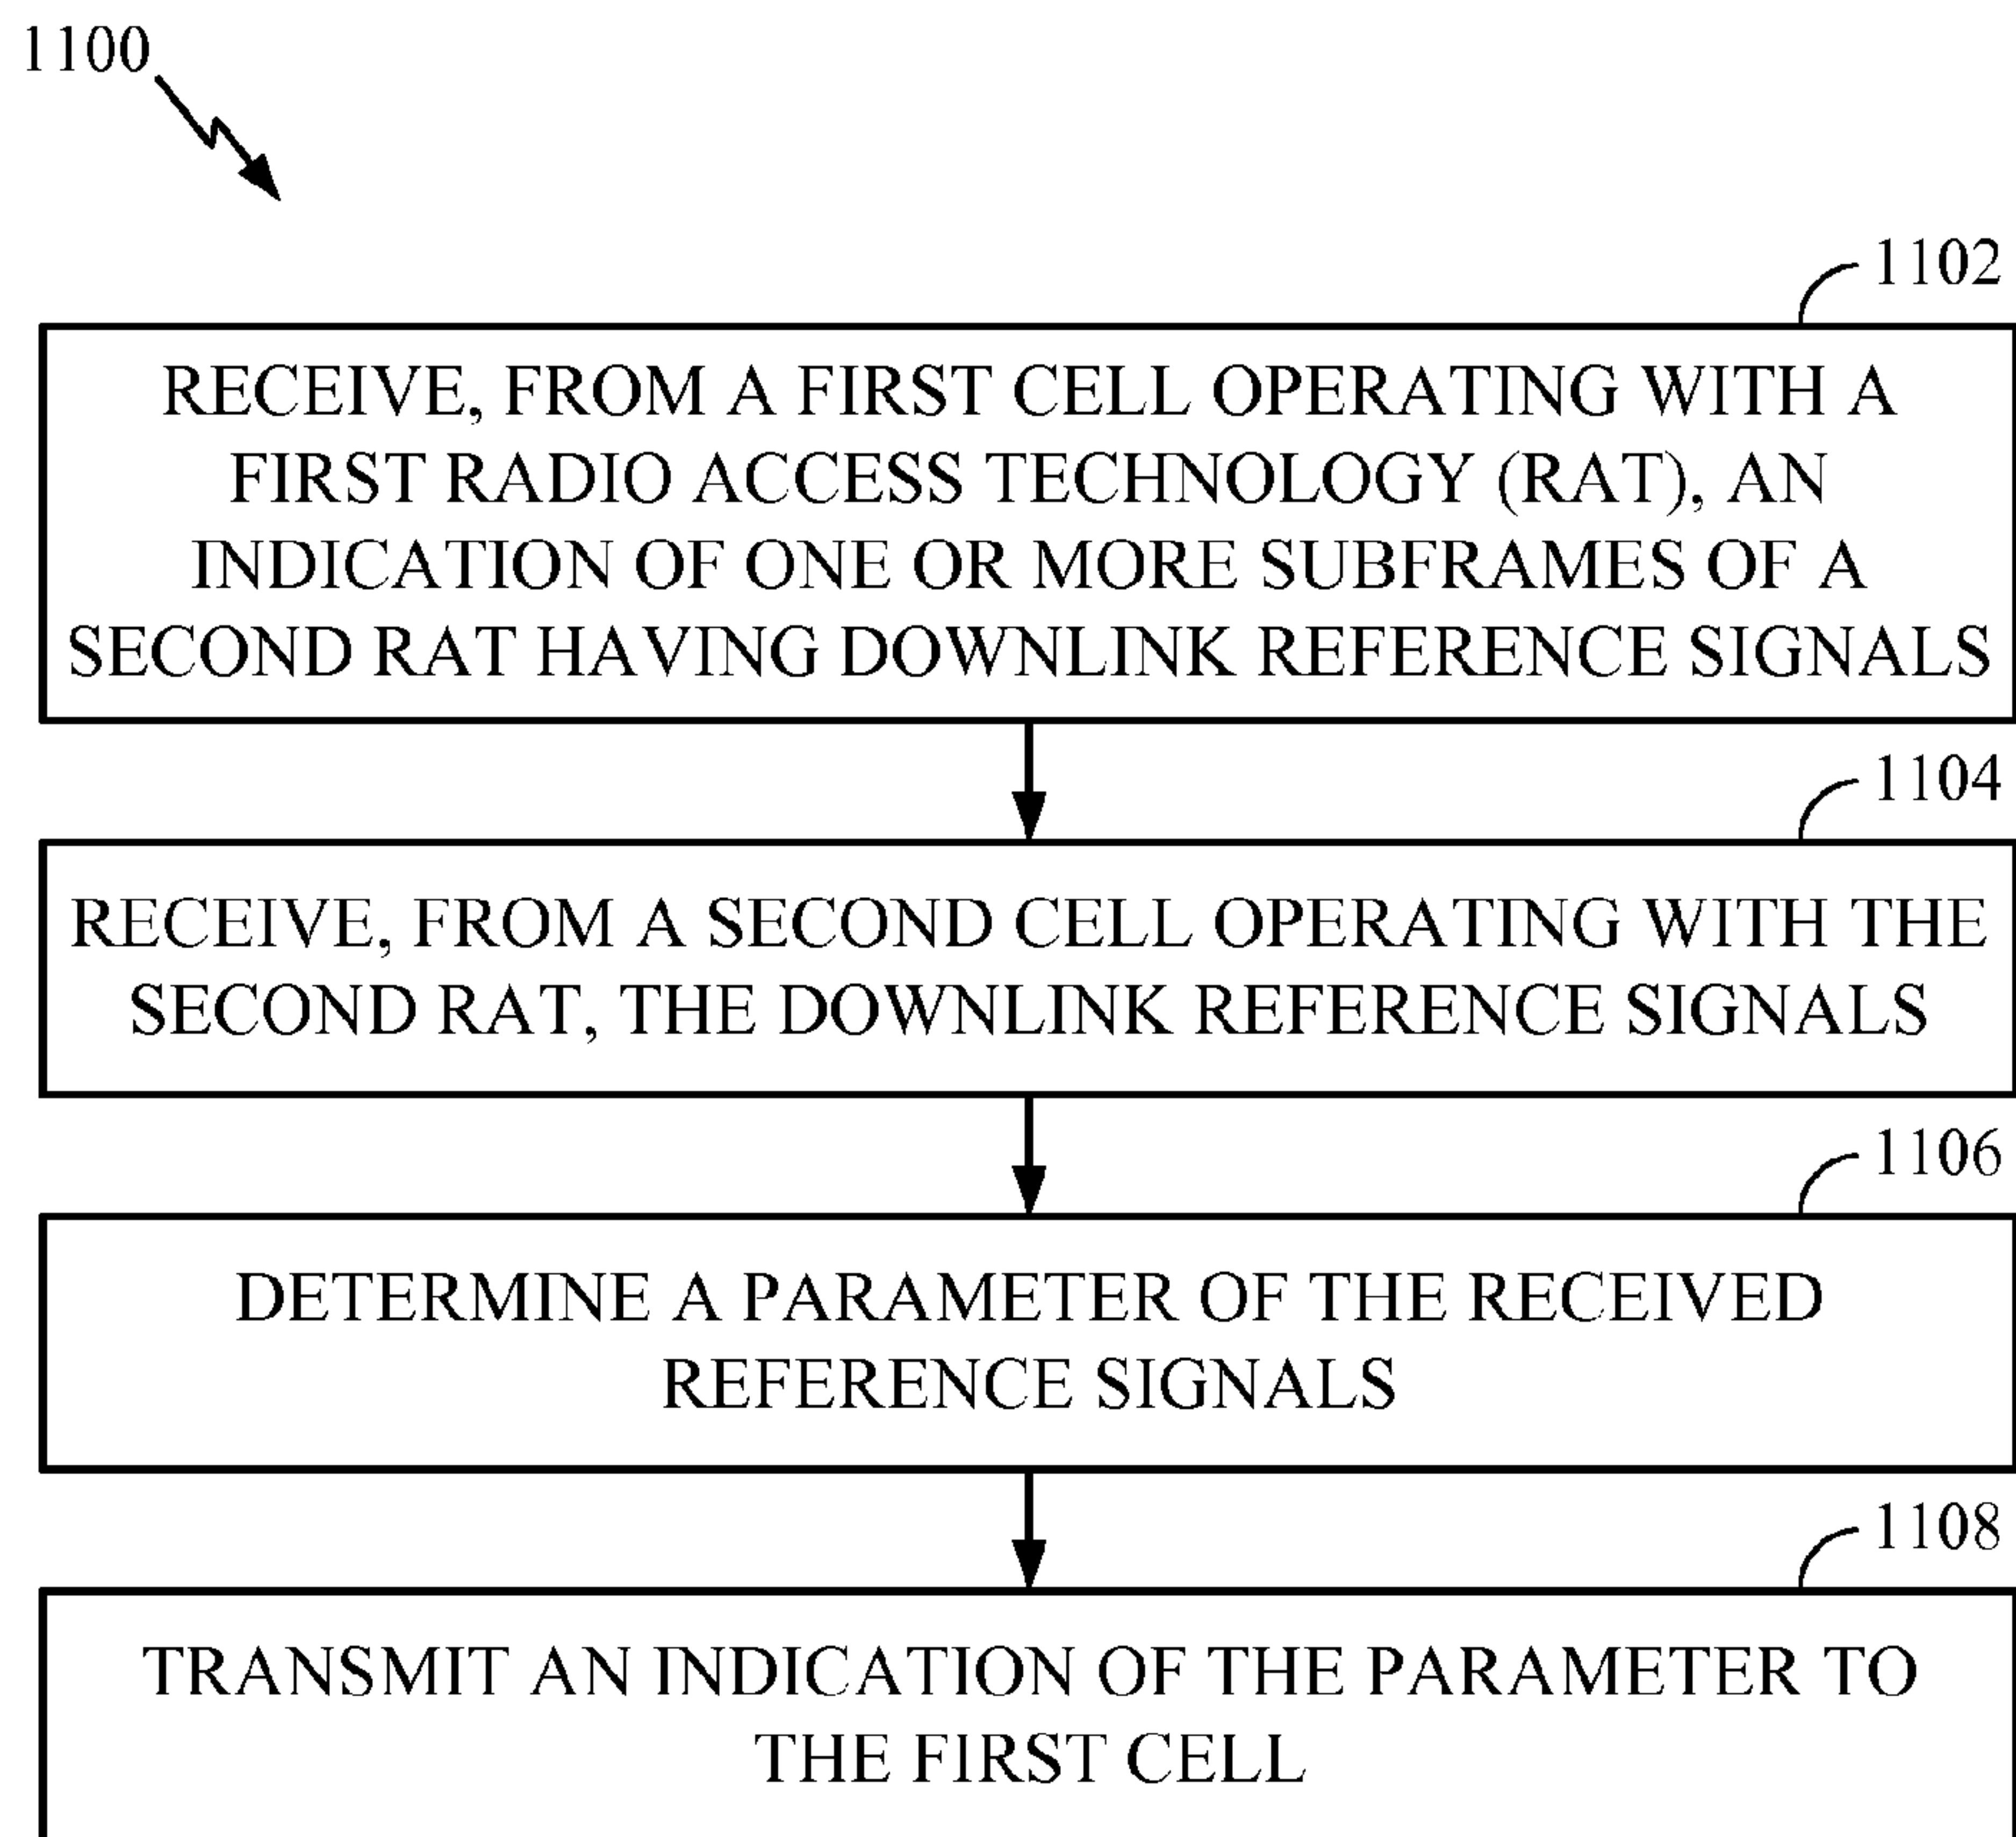 1100
1102
RECEIVE, FROM A FIRST CELL OPERATING WITH A
FIRST RADIO ACCESS TECHNOLOGY (RAT), AN
INDICATION OF ONE OR MORE SUBFRAMES OF A
SECOND RAT HAVING DOWNLINK REFERENCE SIGNALS
1104
RECEIVE, FROM A SECOND CELL OPERATING WITH THE
SECOND RAT, THE DOWNLINK REFERENCE SIGNALS
1106
DETERMINE A PARAMETER OF THE RECEIVED
REFERENCE SIGNALS
1108
TRANSMIT AN INDICATION OF THE PARAMETER TO
THE FIRST CELL